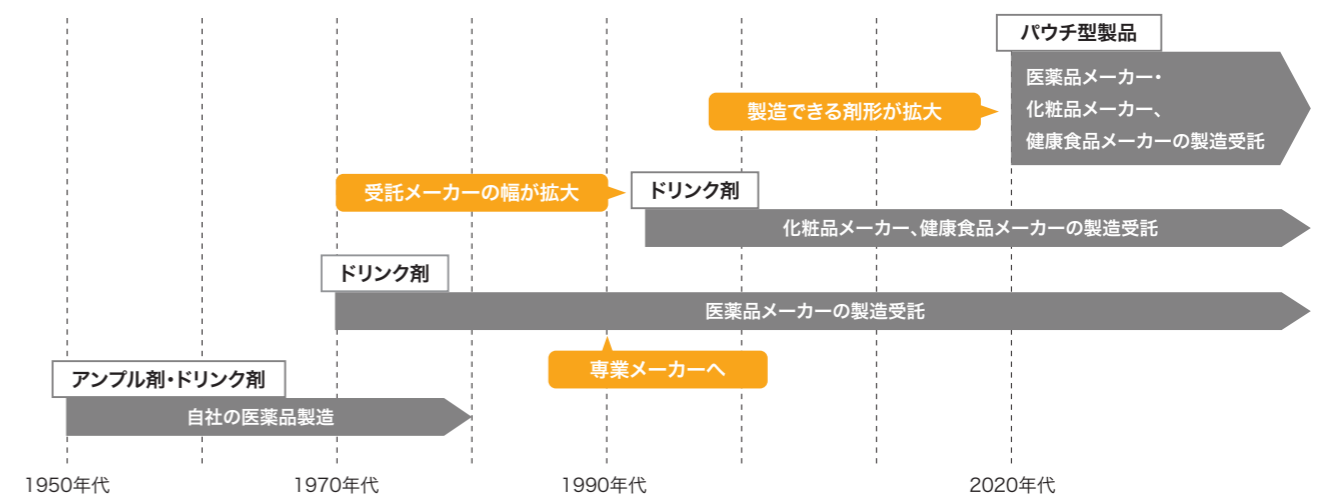 パウチ型製品
医薬品メーカー・
化粧品メーカー、
健康食品メーカーの製造受託
製造できる剤形が拡大
受託メーカーの幅が拡大
ドリンク剤
化粧品メーカー、健康食品メーカーの製造受託
ドリンク剤
医薬品メーカーの製造受託
専業メーカーへ
アンプル剤・ドリンク剤
自社の医薬品製造
1950年代
1970年代
1990年代
2020年代